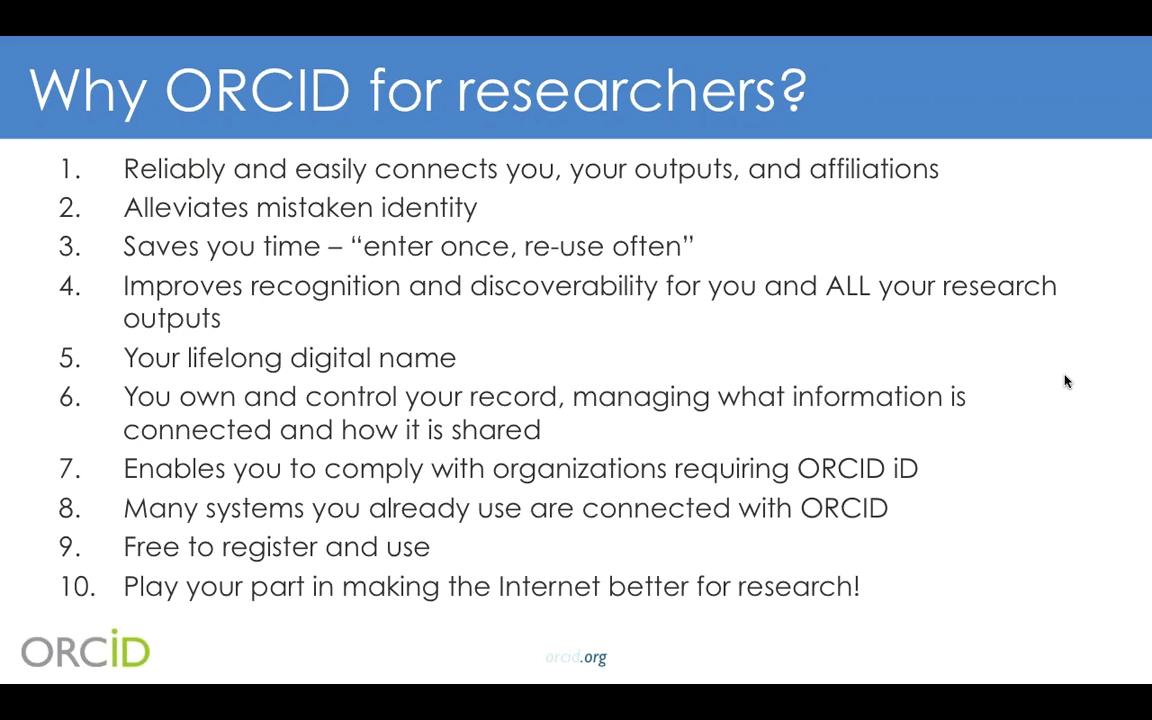 Why ORCID for researchers?
1. Reliably and easily connects you, your outputs, and affiliations
2. Alleviates mistaken identity
3. Saves you time – “enter once, re-use often”
4. Improves recognition and discoverability for you and ALL your research
outputs
5. Your lifelong digital name
6. You own and control your record, managing what information is
connected and how it is shared
7. Enables you to comply with organizations requiring ORCID iD
8. Many systems you already use are connected with ORCID
9. Free to register and use
10. Play your part in making the Internet better for research!
ORCiD
orcid.org